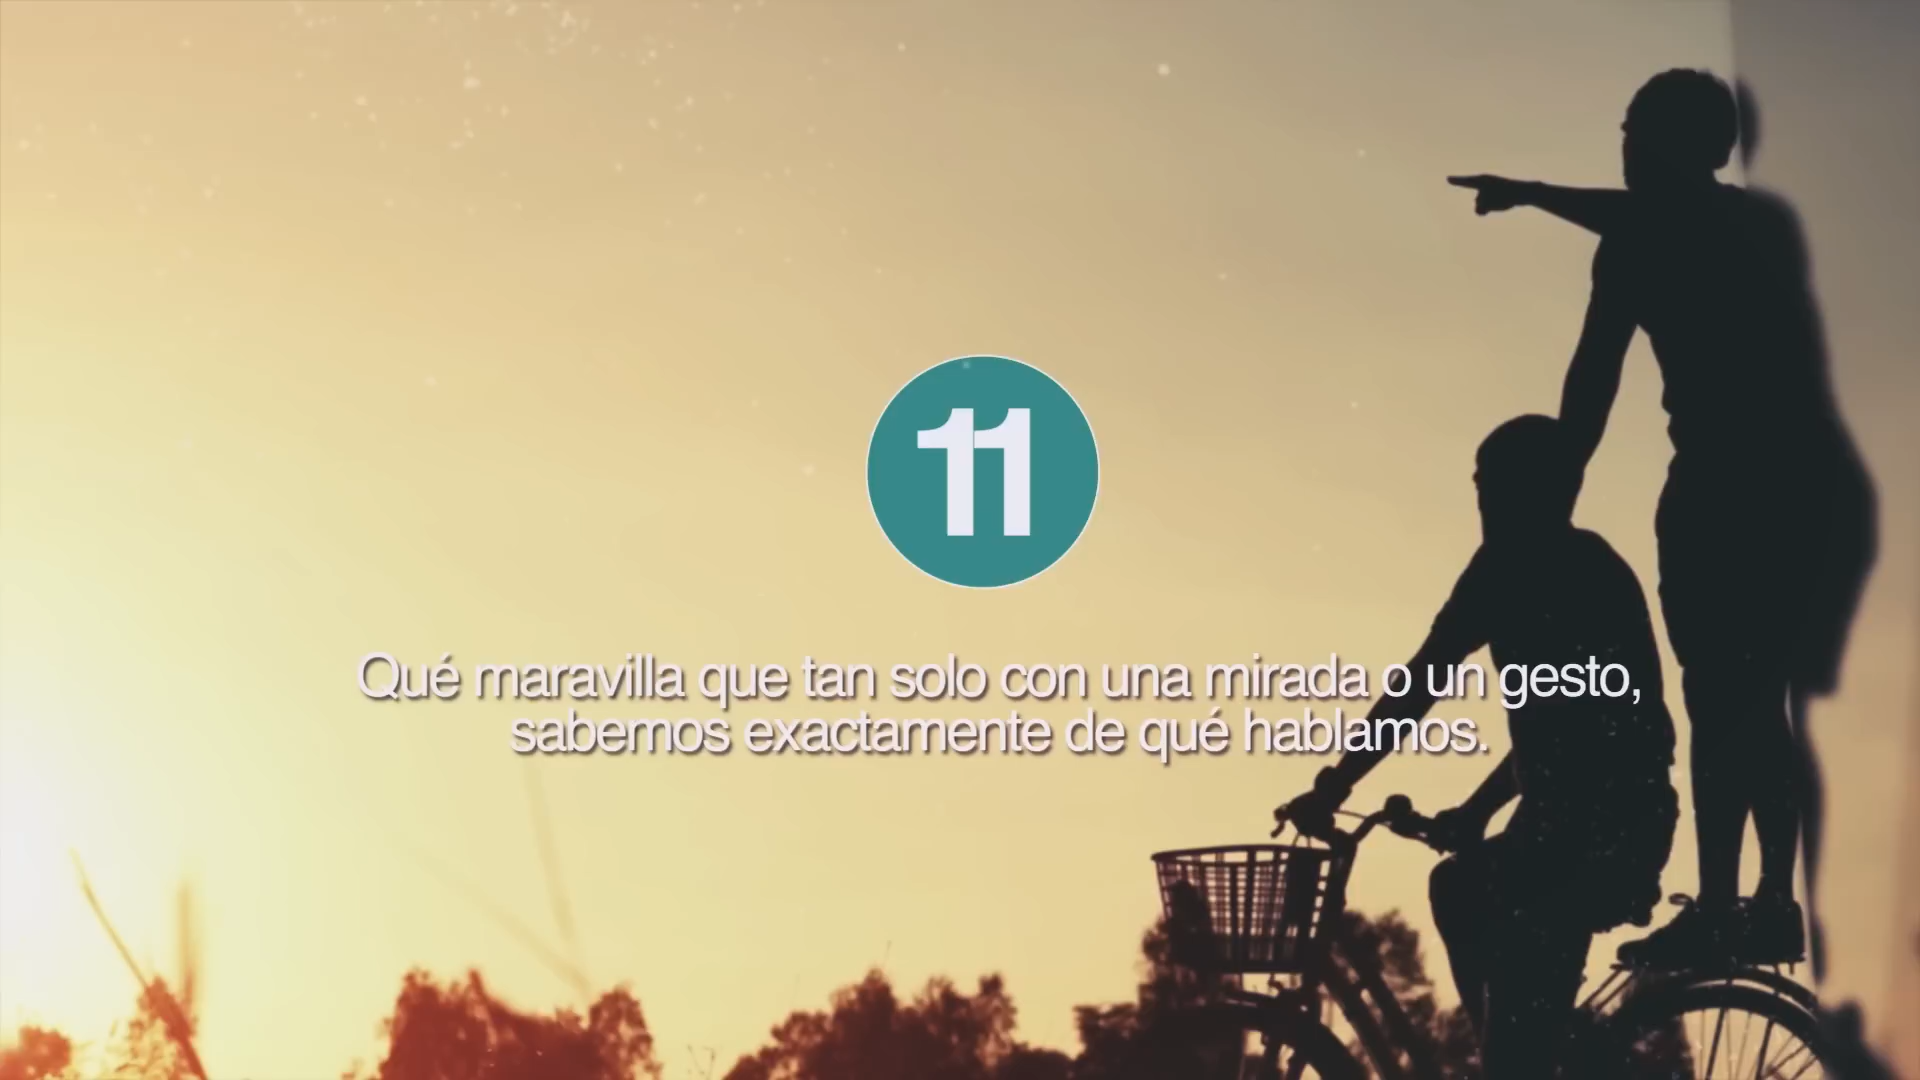 11
Qué maravilla que tan solo con una mirada o un gesto,
sabemos exactamente de qué hablamos.